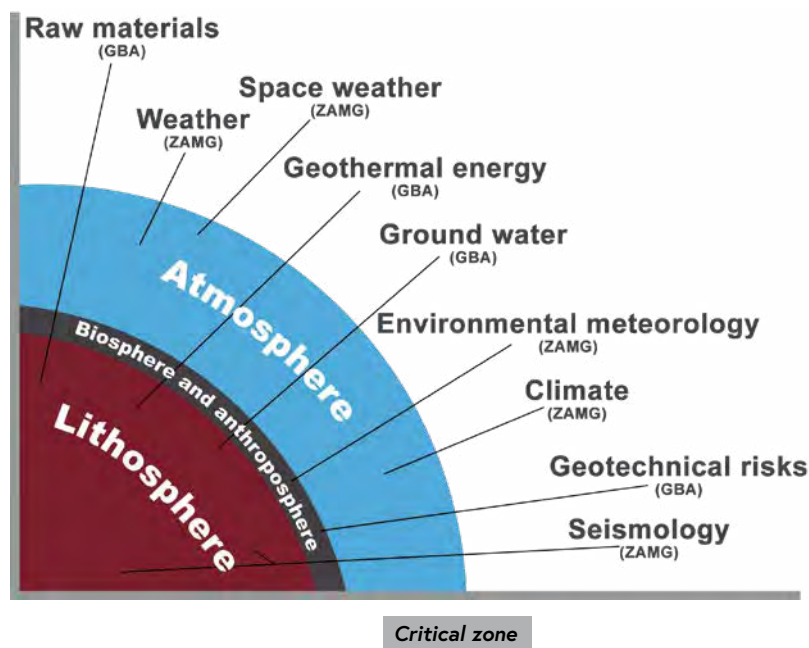 Raw materials
(GBA)
Space weather
(ZAMG)
Weather
(ZAMG)
Geothermal energy
(GBA)
Ground water
(GBA)
Atmosphere
Environmental meteorology
(ZAMG)
Biosphere and anthroposphere
Climate
(ZAMG)
Lithosphere
Geotechnical risks
(GBA)
Seismology
(ZAMG)
Critical zone